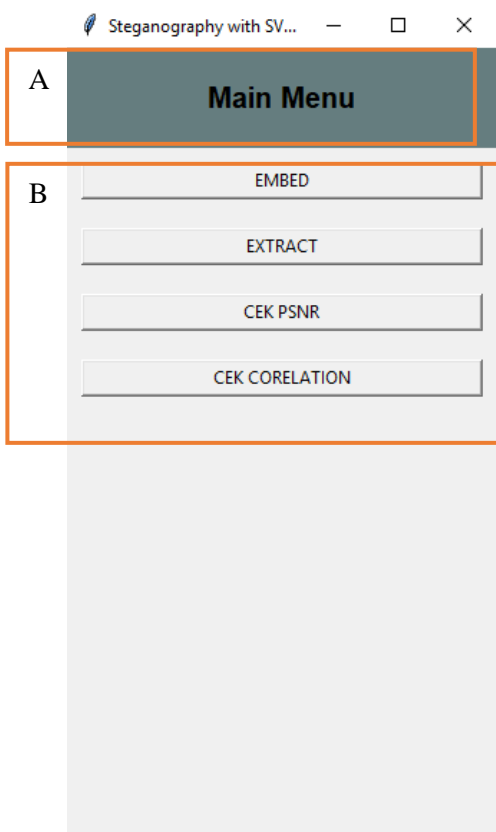 Steganography with SV...
A
Main Menu
B
EMBED
EXTRACT
CEK PSNR
CEK CORELATION